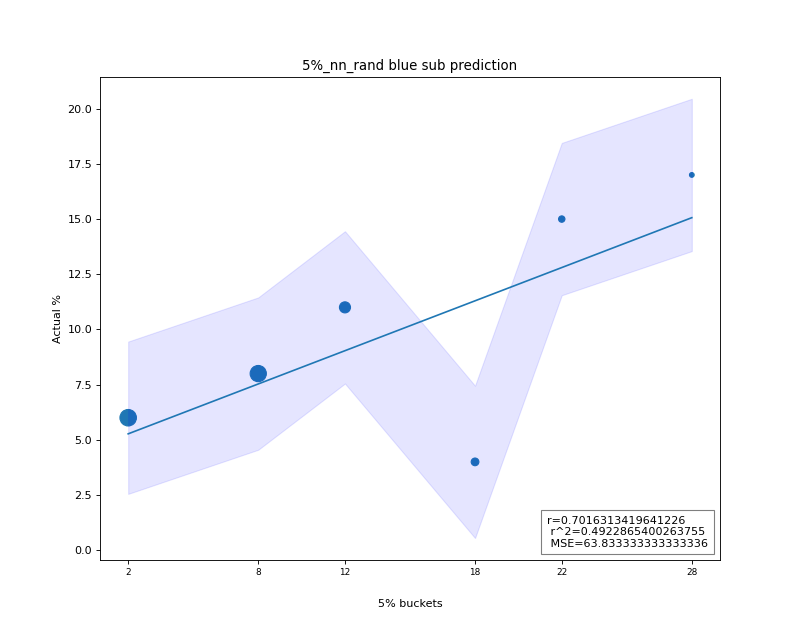 5%_nn_rand blue sub prediction
20.0
17.5
15.0
12.5
10.0
7.5
5.0
2.5
0.0
Actual %
r=0.7016313419641226
r^2=0.4922865400263755
MSE=63.833333333333336
2 8 12 18 22 28
5% buckets